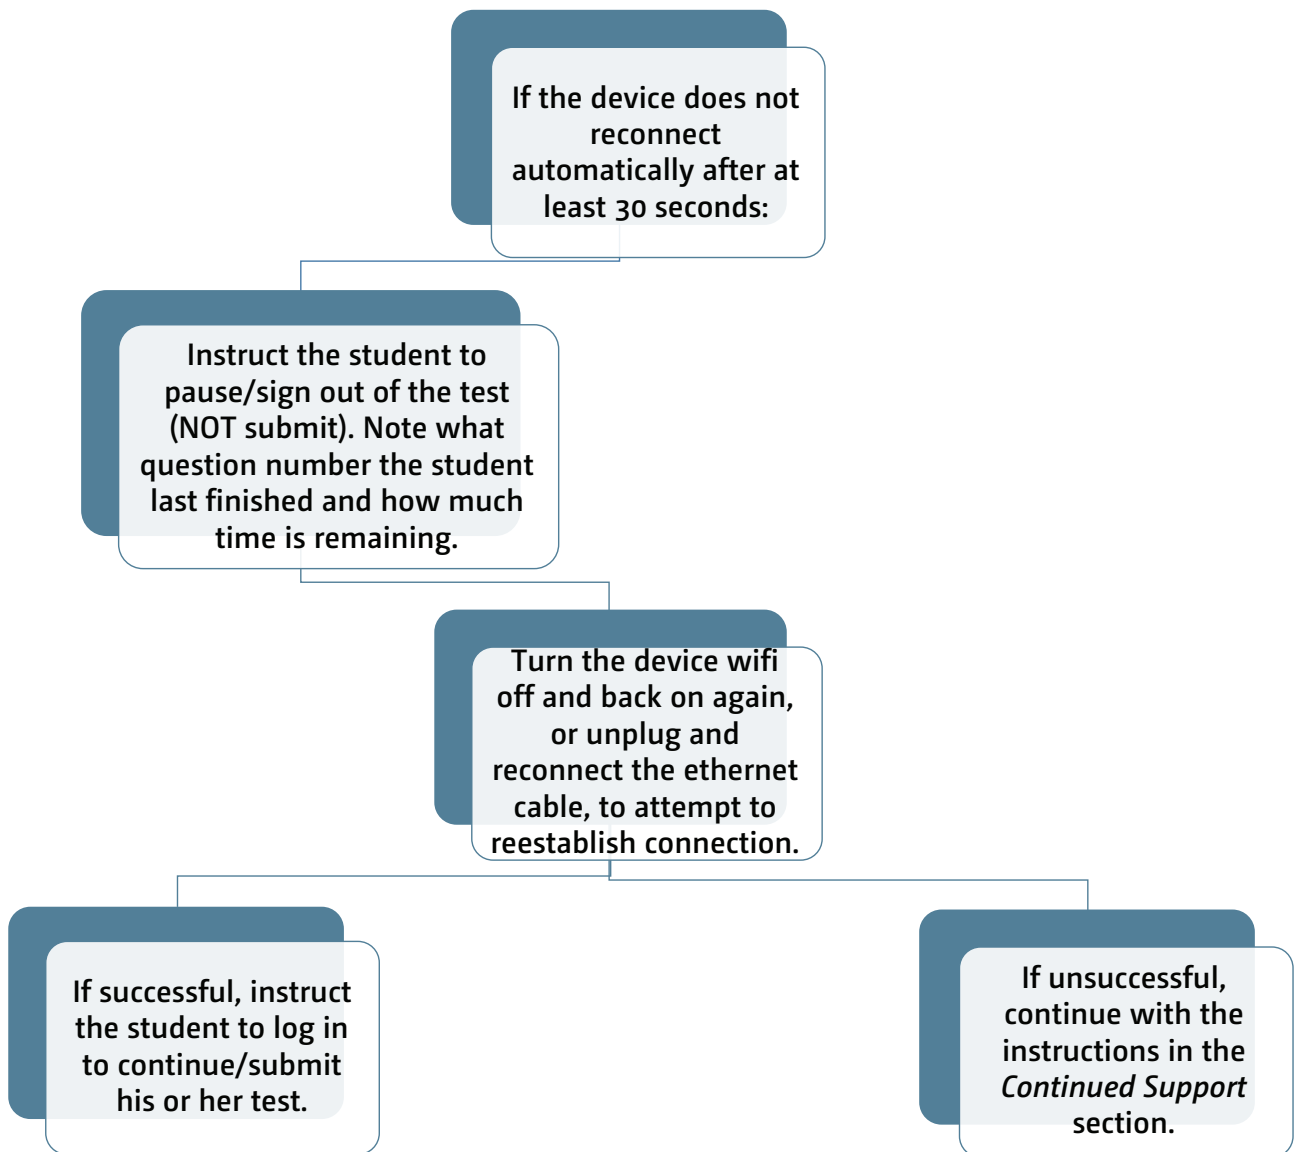 If the device does not
reconnect
automatically after at
least 30 seconds:
Instruct the student to
pause/sign out of the test
(NOT submit). Note what
question number the student
last finished and how much
time is remaining.
Turn the device wifi
off and back on again,
or unplug and
reconnect the ethernet
cable, to attempt to
reestablish connection.
If successful, instruct
the student to log in
to continue/submit
his or her test.
If unsuccessful,
continue with the
instructions in the
Continued Support
section.